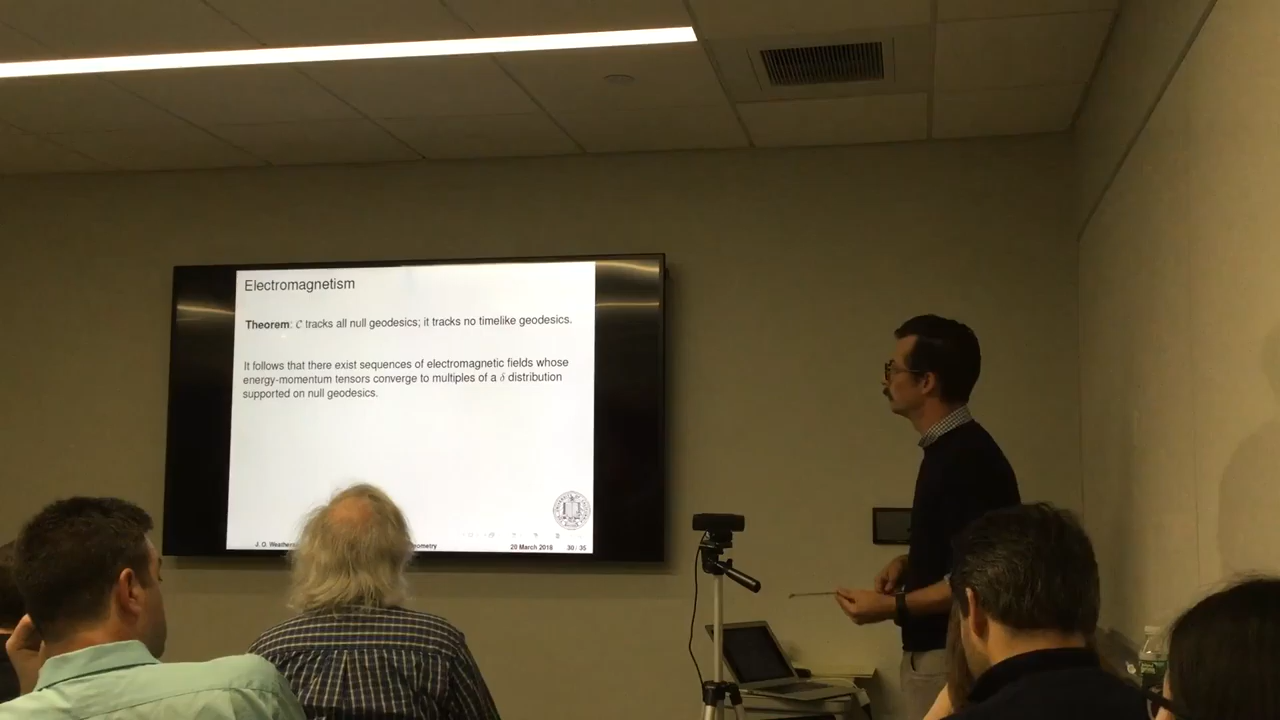 Electromagnetism
Theorem: C tracks all null geodesics; it tracks no timelike geodesics.
It follows that there exist sequences of electromagnetic fields whose
energy-momentum tensors converge to multiples of a δ distribution
supported on null geodesics.
J. O. 20 March 2018 30 / 35